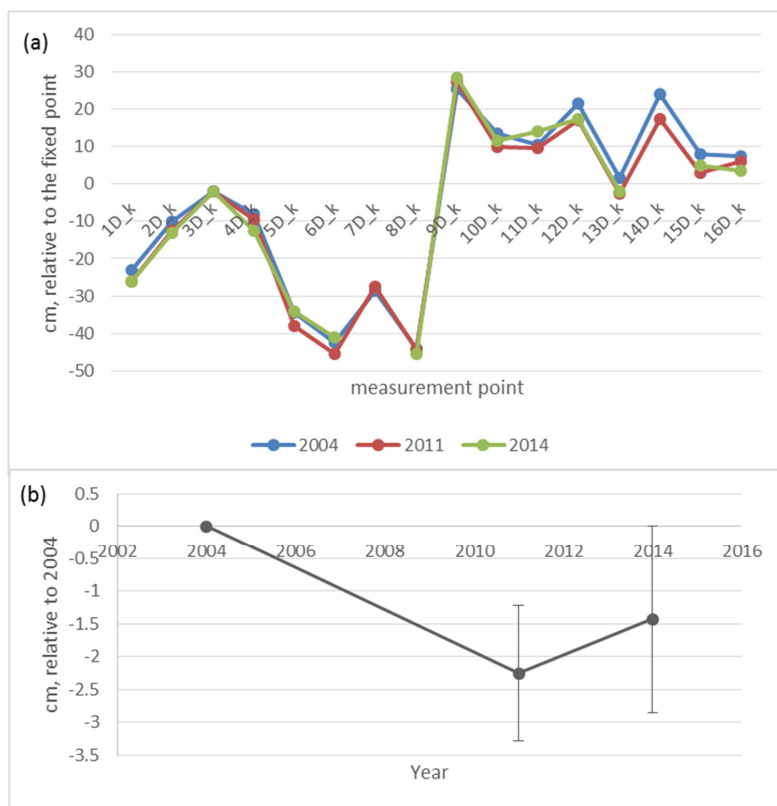 (a)
40
30
20
10
0
-10
-20
-30
-40
-50
cm, relative to the fixed point
1D_k 2D_k 3D_k 4D_k 5D_k 6D_k 7D_k 8D_k 9D_k 10D_k 11D_k 12D_k 13D_k 14D_k 15D_k 16D_k
measurement point
2004 2011 2014
(b)
0.5
0
-0.5
-1
-1.5
-2
-2.5
-3
-3.5
cm, relative to 2004
2002 2004 2006 2008 2010 2012 2014 2016
Year